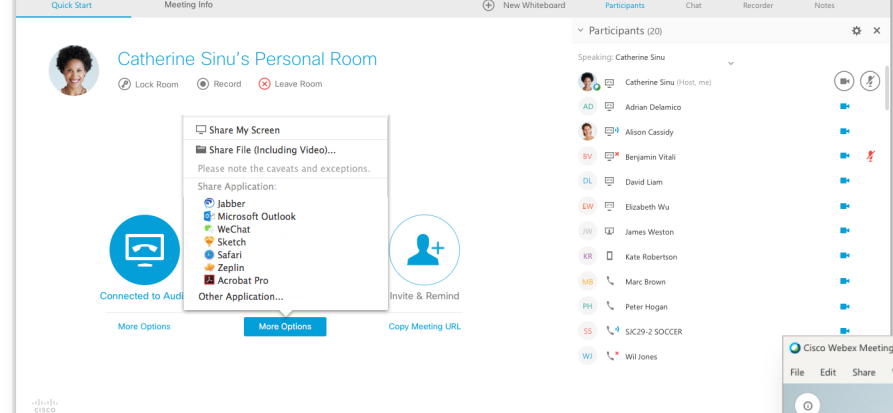 Quick Start Meeting Info New Whiteboard Participants Chat Recorder Notes
Participants (20)
Speaking: Catherine Sinu
Catherine Sinu's Personal Room
Lock Room Record Leave Room
Catherine Sinu (Host, me)
AD Adrian Delamico
Alison Cassidy
BV Benjamin Vitali
DL David Liam
EW Elizabeth Wu
JW James Weston
KR Kate Robertson
MB Marc Brown
PH Peter Hogan
SS SJC29-2 SOCCER
WJ Wil Jones
Share My Screen
Share File (Including Video)...
Please note the caveats and exceptions.
Share Application:
Jabber
Microsoft Outlook
WeChat
Sketch
Safari
Zeplin
Acrobat Pro
Other Application...
Connected to Audi
Invite & Remind
More Options More Options Copy Meeting URL
Cisco Webex Meeting
File Edit Share
CISCO